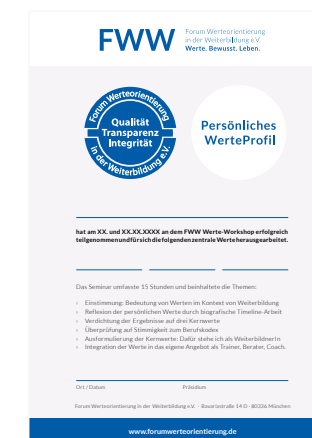 FWW
Forum Werteorientierung
in der Weiterbildung e.V.
Werte. Bewusst. Leben.
Forum Werteorientierung
Qualität
Transparenz
Integrität
in der Weiterbildung e.V.
Persönliches
WerteProfil
hat am XX. und XX.XX.XXXX an dem FWW Werte-Workshop erfolgreich
teilgenommen und für sich die folgenden zentrale Werte herausgearbeitet.
Das Seminar umfasste 15 Stunden und beinhaltete die Themen:
› Einstimmung: Bedeutung von Werten im Kontext von Weiterbildung
› Reflexion der persönlichen Werte durch biografische Timeline-Arbeit
› Verdichtung der Ergebnisse auf drei Kernwerte
› Überprüfung auf Stimmigkeit zum Berufskodex
› Ausformulierung der Kernwerte: Dafür stehe ich als WeiterbildnerIn
› Integration der Werte in das eigene Angebot als Trainer, Berater, Coach.
Ort / Datum Präsidium
Forum Werteorientierung in der Weiterbildung e.V. - Bavariastraße 14 D - 80336 München
www.forumwerteorientierung.de